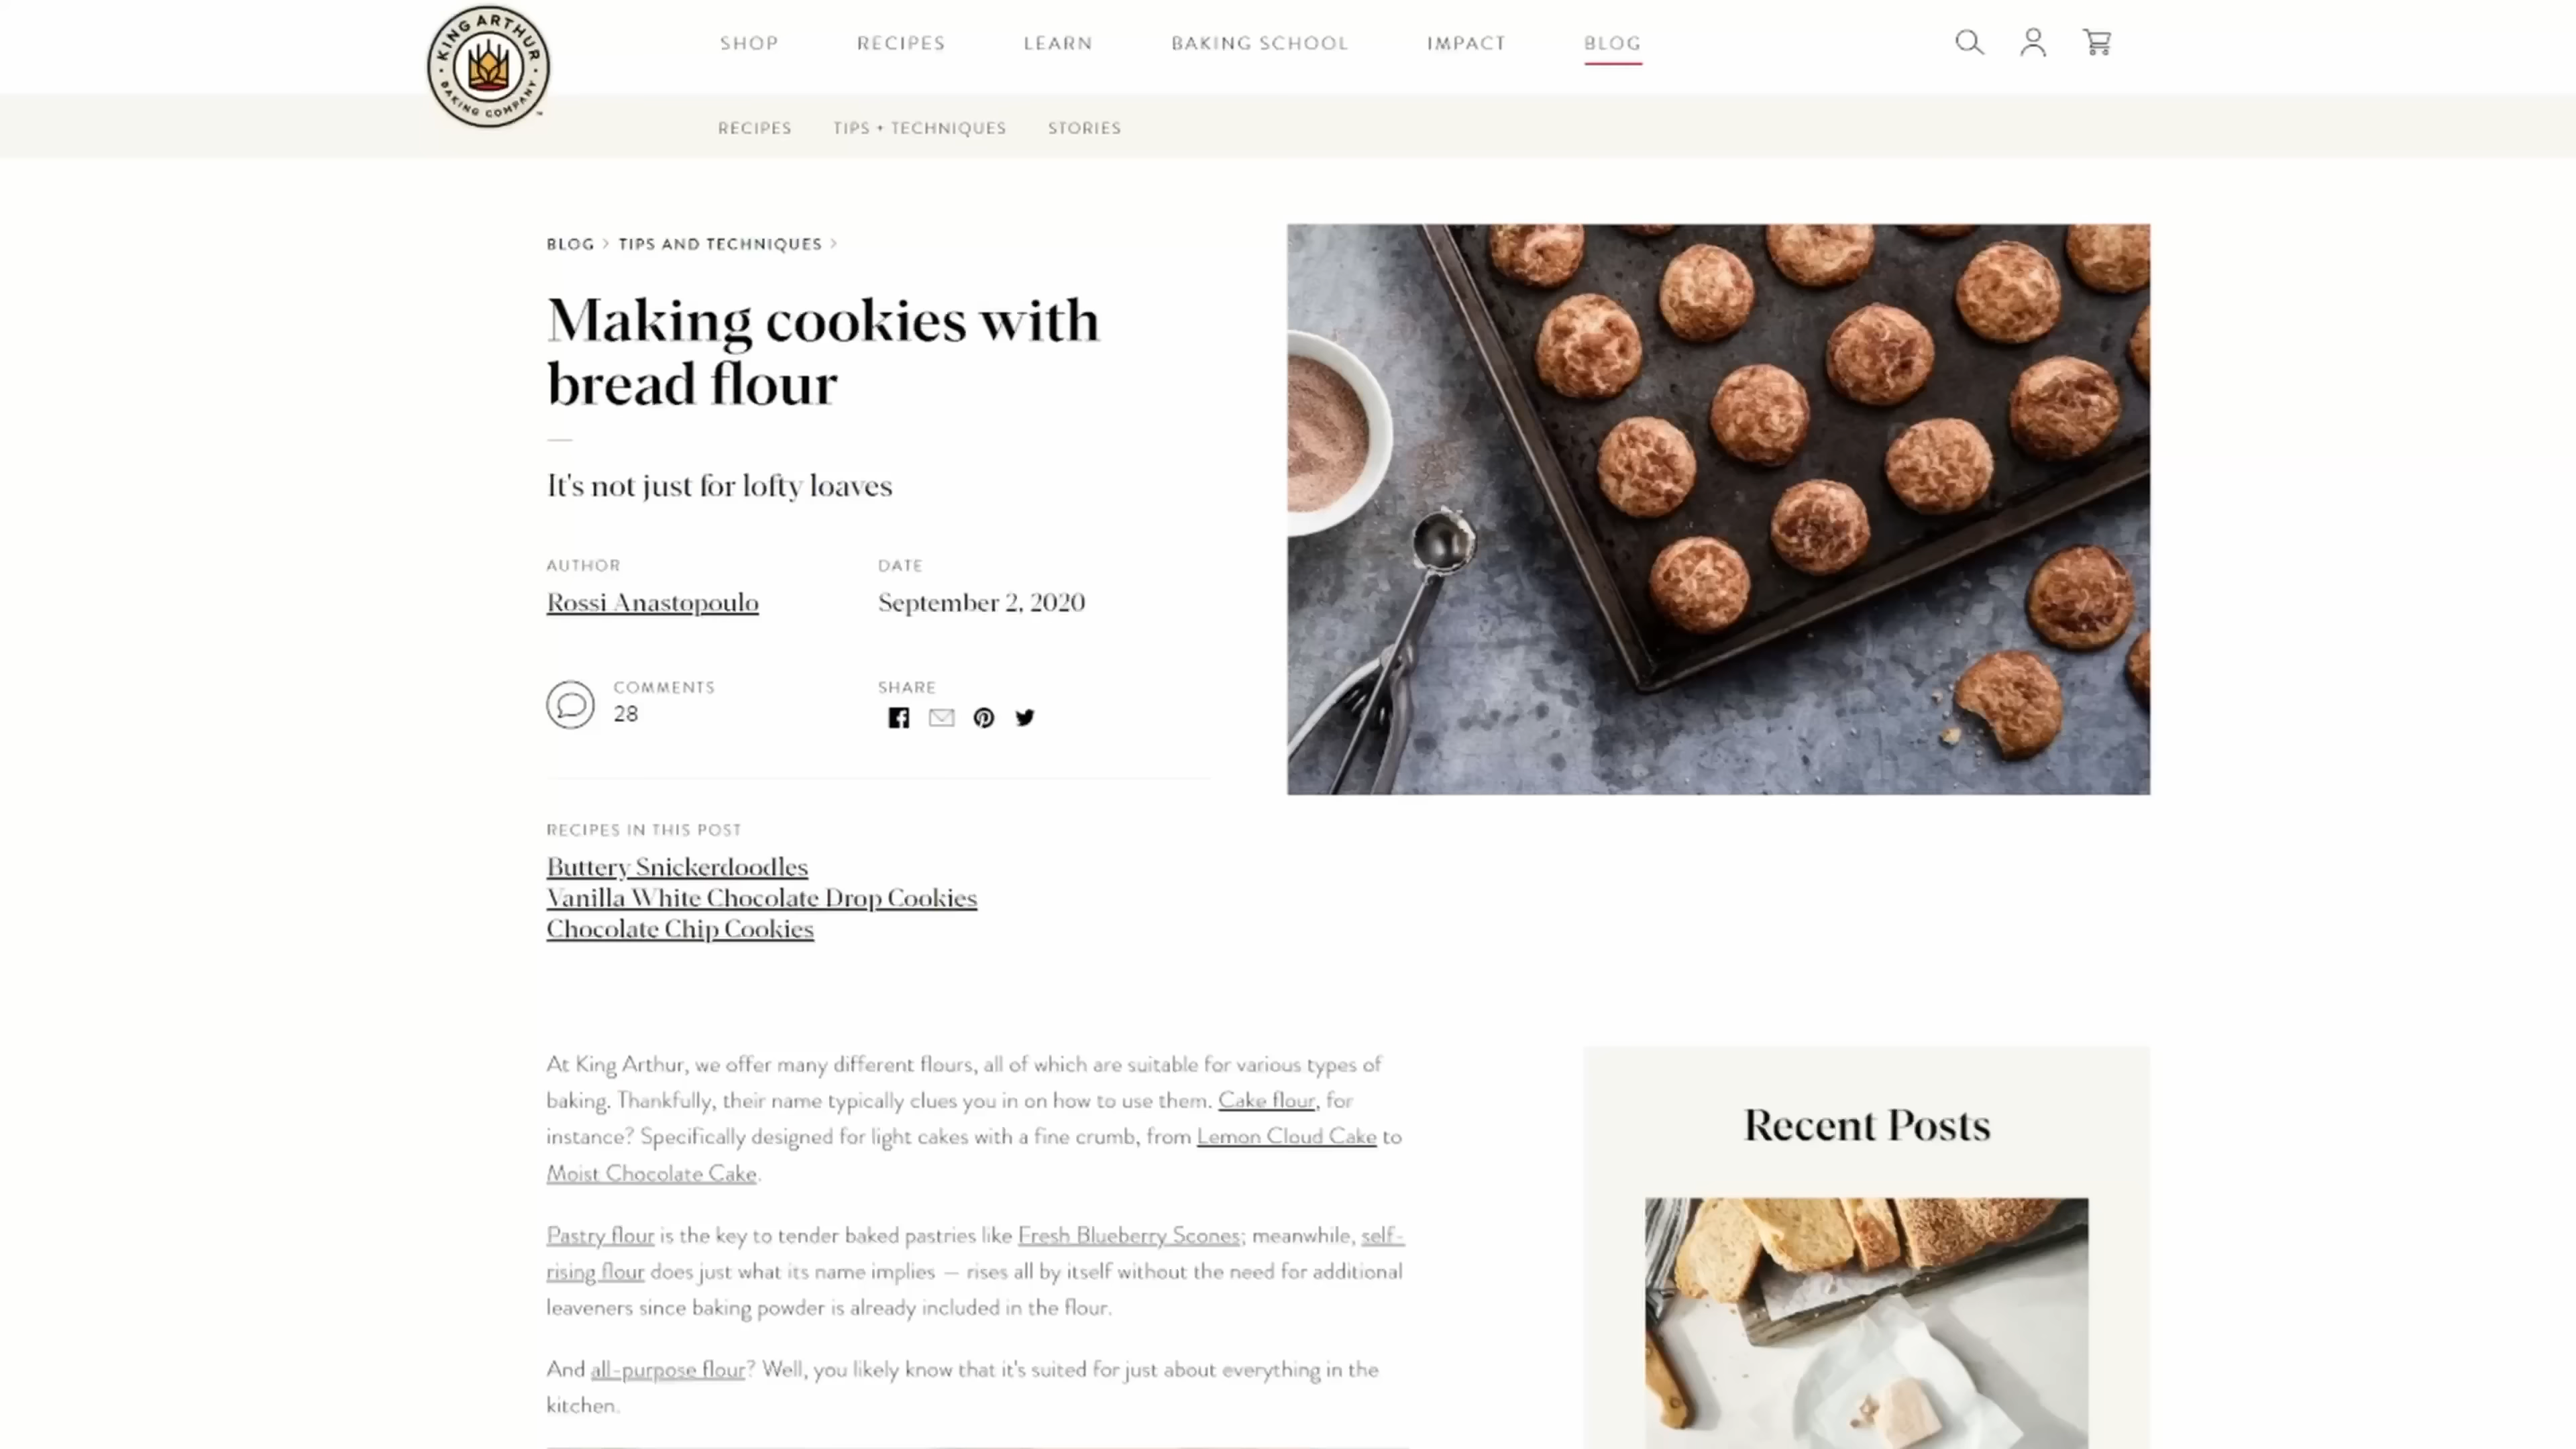 KING ARTHUR
BAKING COMPANY
SHOP RECIPES LEARN BAKING SCHOOL IMPACT BLOG
RECIPES TIPS + TECHNIQUES STORIES
BLOG > TIPS AND TECHNIQUES >
Making cookies with
bread flour
It's not just for lofty loaves
AUTHOR DATE
Rossi Anastopoulo September 2, 2020
COMMENTS SHARE
28
RECIPES IN THIS POST
Buttery Snickerdoodles
Vanilla White Chocolate Drop Cookies
Chocolate Chip Cookies
At King Arthur, we offer many different flours, all of which are suitable for various types of
baking. Thankfully, their name typically clues you in on how to use them. Cake flour, for
instance? Specifically designed for light cakes with a fine crumb, from Lemon Cloud Cake to
Moist Chocolate Cake.
Pastry flour is the key to tender baked pastries like Fresh Blueberry Scones; meanwhile, self-
rising flour does just what its name implies — rises all by itself without the need for additional
leaveners since baking powder is already included in the flour.
And all-purpose flour? Well, you likely know that it's suited for just about everything in the
kitchen.
Recent Posts